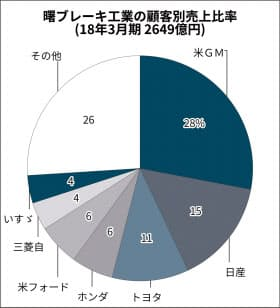 曙ブレーキ工業の顧客別売上比率
(18年3月期 2649億円)
米GM
28%
日産
15
トヨタ
11
ホンダ
6
米フォード
6
三菱自
4
いすゞ
4
その他
26